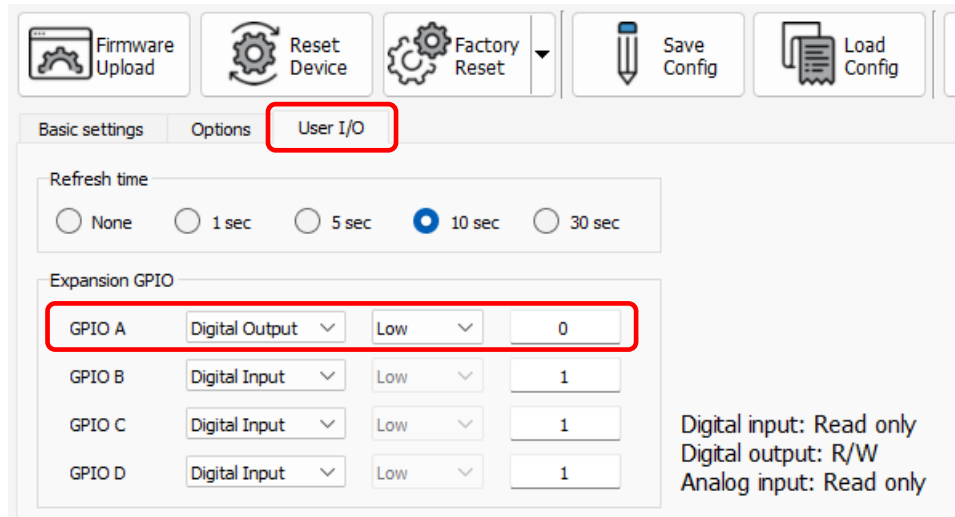 Firmware
Upload
Reset
Device
Factory
Reset
Save
Config
Load
Config
Basic settings Options User I/O
Refresh time
None 1 sec 5 sec 10 sec 30 sec
Expansion GPIO
GPIO A Digital Output Low 0
GPIO B Digital Input Low 1
GPIO C Digital Input Low 1
GPIO D Digital Input Low 1
Digital input: Read only
Digital output: R/W
Analog input: Read only